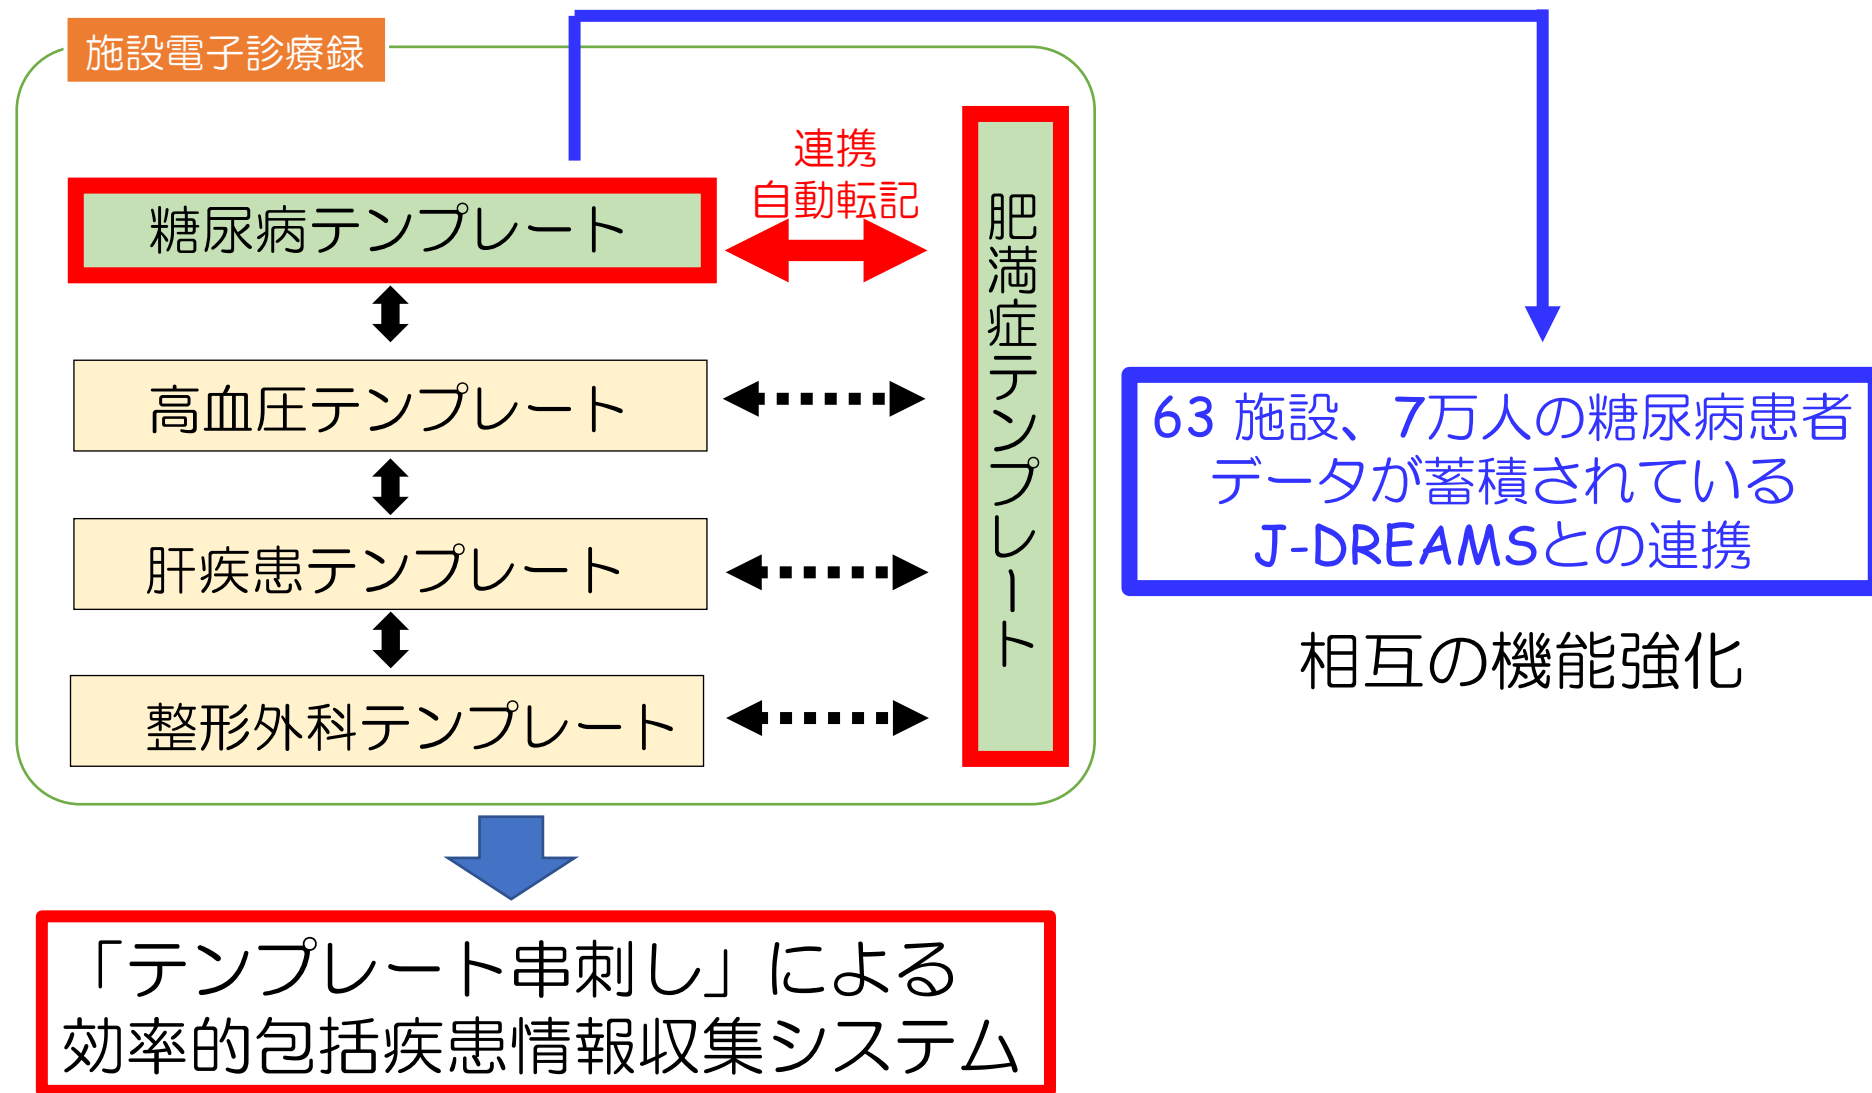 施設電子診療録
連携
自動転記
糖尿病テンプレート
高血圧テンプレート
肝疾患テンプレート
整形外科テンプレート
肥満症テンプレート
63 施設、7万人の糖尿病患者
データが蓄積されている
J-DREAMSとの連携
相互の機能強化
「テンプレート串刺し」による
効率的包括疾患情報収集システム